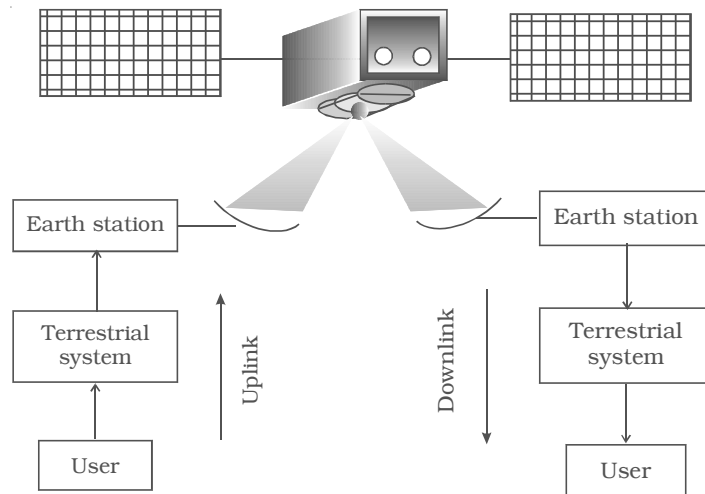 Earth station
Terrestrial
system
User
Uplink
Downlink
Earth station
Terrestrial
system
User